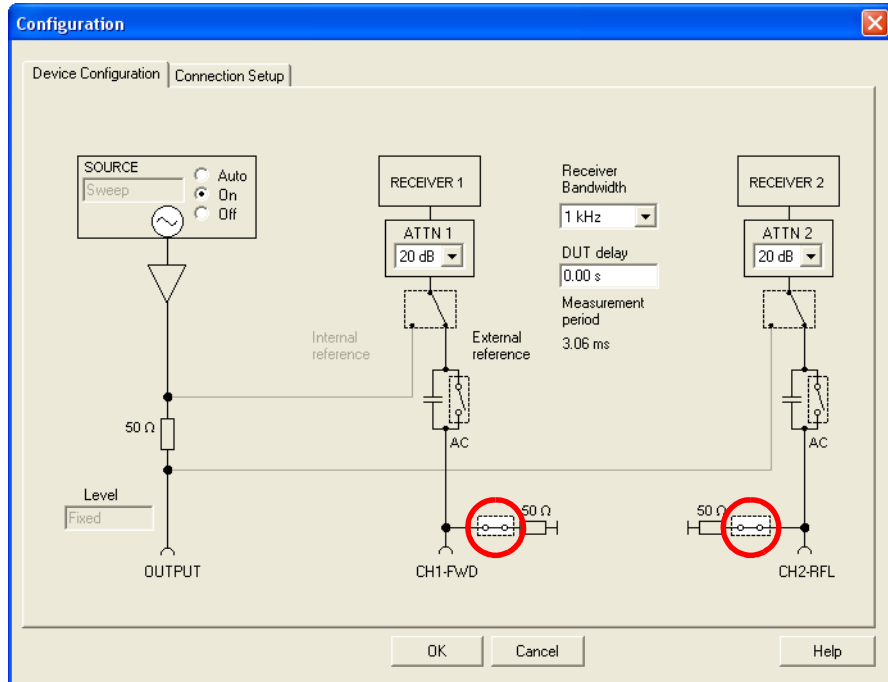 Configuration
Device Configuration
Connection Setup
SOURCE
Sweep
Auto
On
Off
RECEIVER 1
ATTN 1
20 dB
Receiver
Bandwidth
1 kHz
DUT delay
0.00 s
Measurement
period
3.06 ms
RECEIVER 2
ATTN 2
20 dB
Internal
reference
External
reference
50 Ω
AC
AC
Level
Fixed
50 Ω
50 Ω
OUTPUT
CH1-FWD
CH2-RFL
OK
Cancel
Help